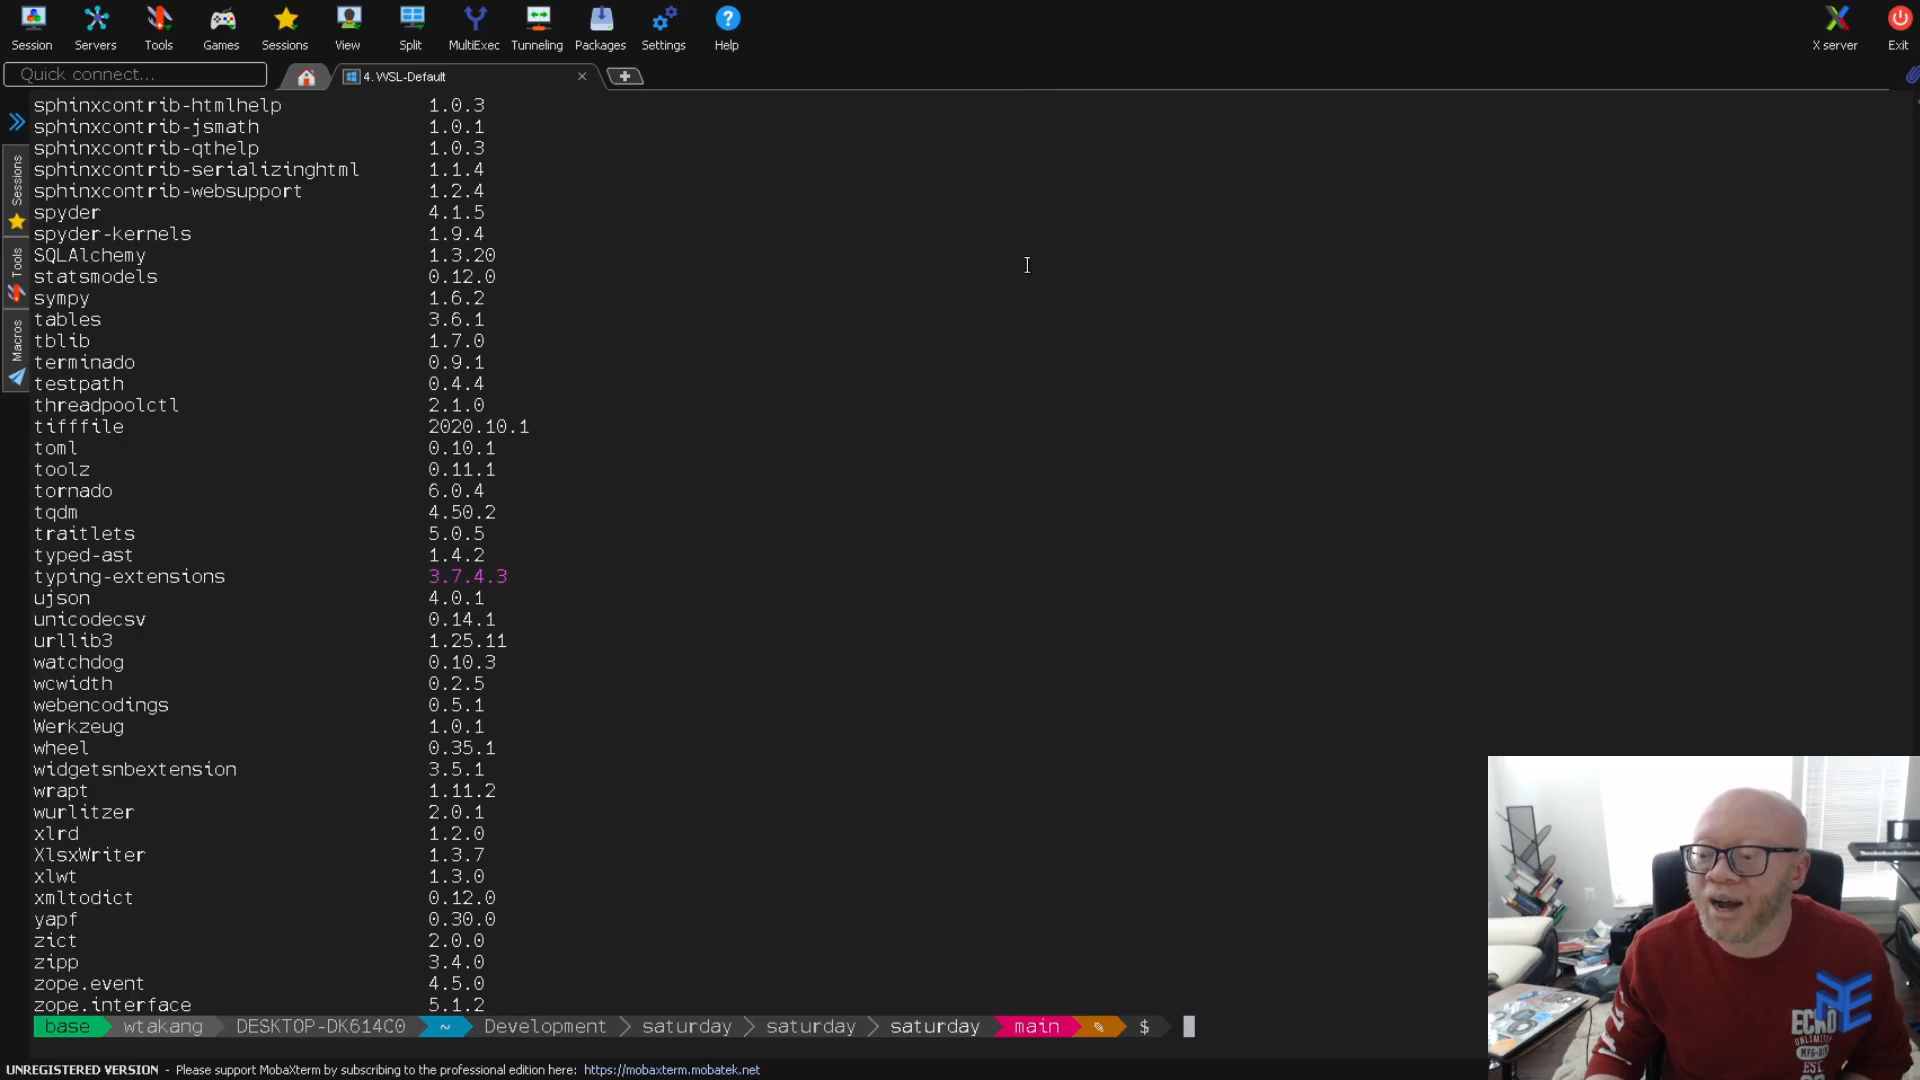 Session Servers Tools Games Sessions View Split MultiExec Tunneling Packages Settings Help X server Exit
Quick connect... 4. WSL-Default
Sessions
Tools
Macros
sphinxcontrib-htmlhelp 1.0.3
sphinxcontrib-jsmath 1.0.1
sphinxcontrib-qthelp 1.0.3
sphinxcontrib-serializinghtml 1.1.4
sphinxcontrib-websupport 1.2.4
spyder 4.1.5
spyder-kernels 1.9.4
SQLAlchemy 1.3.20
statsmodels 0.12.0
sympy 1.6.2
tables 3.6.1
tblib 1.7.0
terminado 0.9.1
testpath 0.4.4
threadpoolctl 2.1.0
tifffile 2020.10.1
toml 0.10.1
toolz 0.11.1
tornado 6.0.4
tqdm 4.50.2
traitlets 5.0.5
typed-ast 1.4.2
typing-extensions 3.7.4.3
ujson 4.0.1
unicodecsv 0.14.1
urllib3 1.25.11
watchdog 0.10.3
wcwidth 0.2.5
webencodings 0.5.1
Werkzeug 1.0.1
wheel 0.35.1
widgetsnbextension 3.5.1
wrapt 1.11.2
wurlitzer 2.0.1
xlrd 1.2.0
XlsxWriter 1.3.7
xlwt 1.3.0
xmltodict 0.12.0
yapf 0.30.0
zict 2.0.0
zipp 3.4.0
zope.event 4.5.0
zope.interface 5.1.2
base wtakang DESKTOP-DK614C0 ~ Development saturday saturday saturday main ✎ $
UNREGISTERED VERSION - Please support MobaXterm by subscribing to the professional edition here: https://mobaxterm.mobatek.net
ECKO
UNLIMITED
EST.